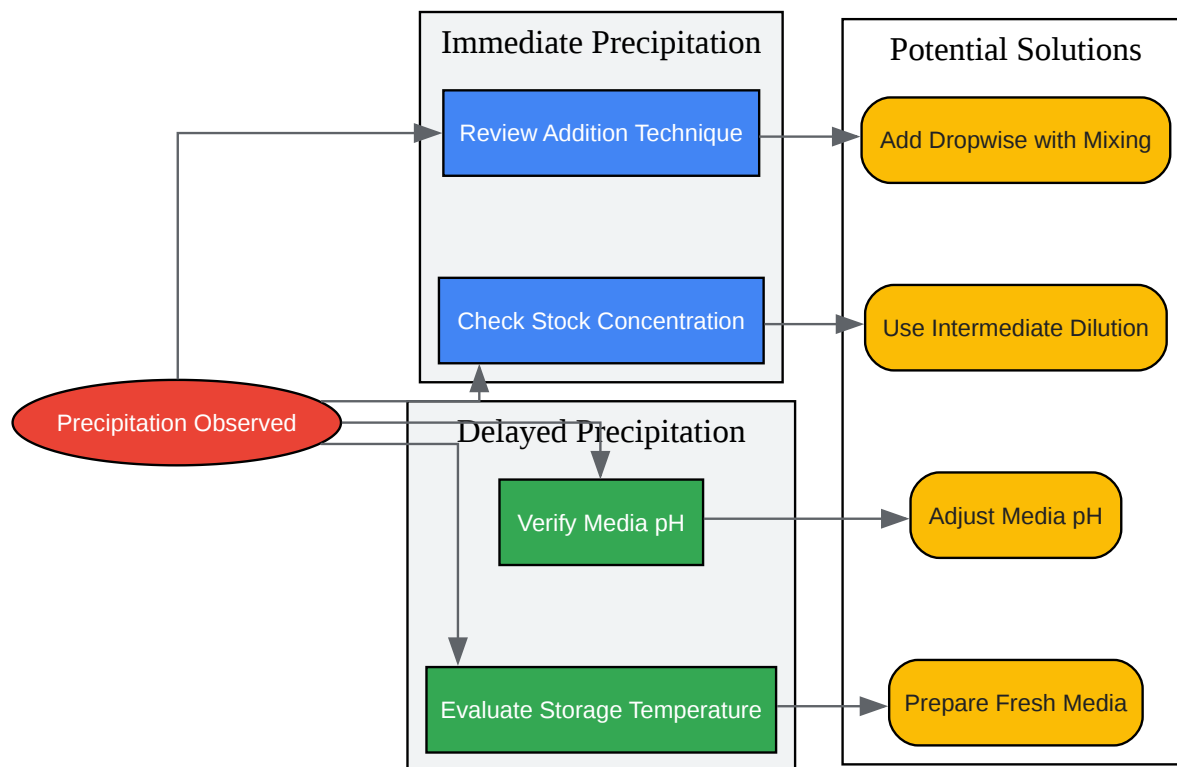 Immediate Precipitation
Potential Solutions
Review Addition Technique
Add Dropwise with Mixing
Check Stock Concentration
Use Intermediate Dilution
Precipitation Observed
Delayed Precipitation
Verify Media pH
Adjust Media pH
Evaluate Storage Temperature
Prepare Fresh Media